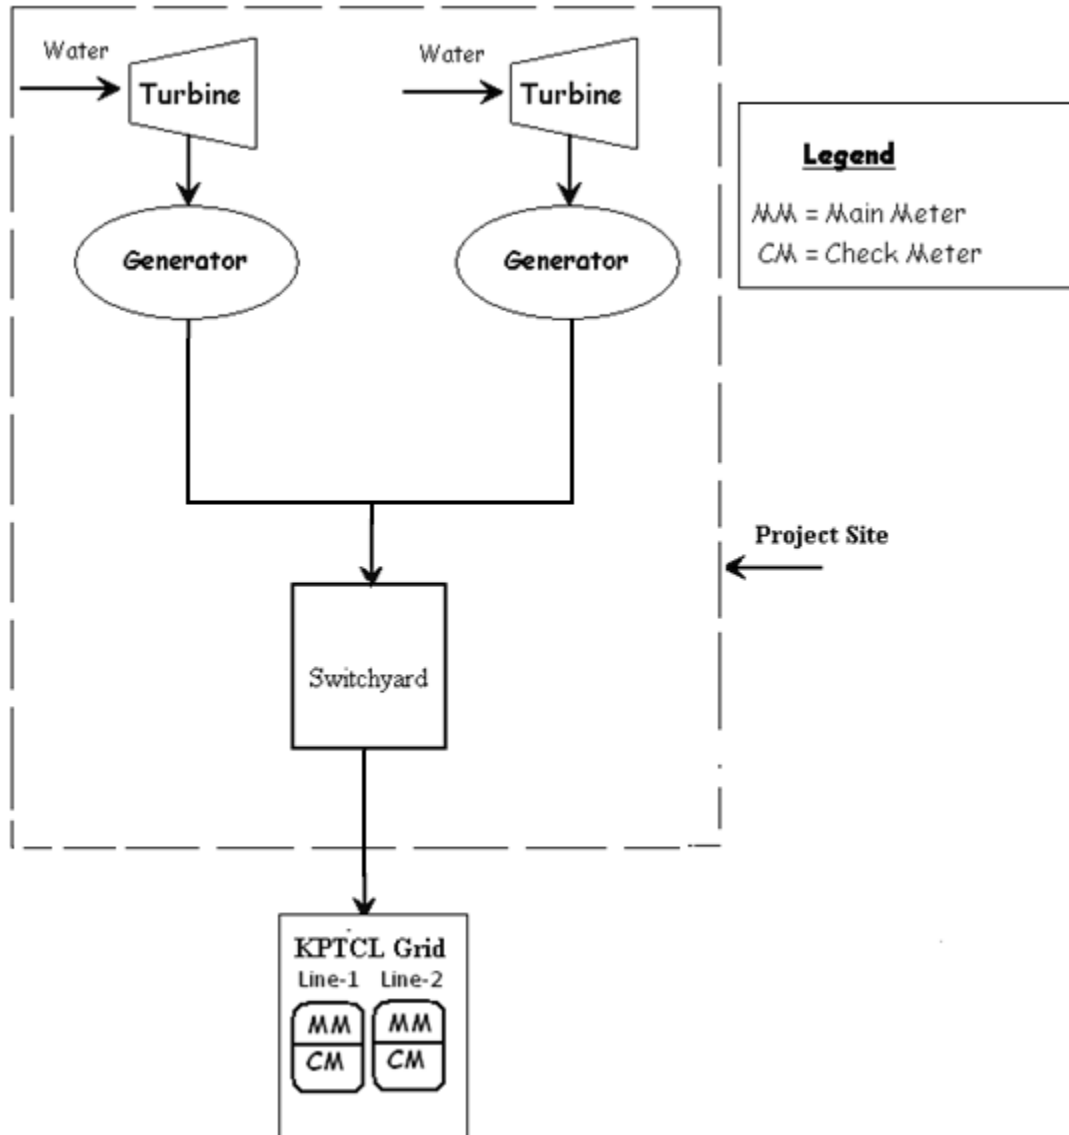 Water
Turbine
Water
Turbine
Legend
MM = Main Meter
CM = Check Meter
Generator
Generator
Project Site
Switchyard
KPTCL Grid
Line-1 Line-2
MM MM
CM CM